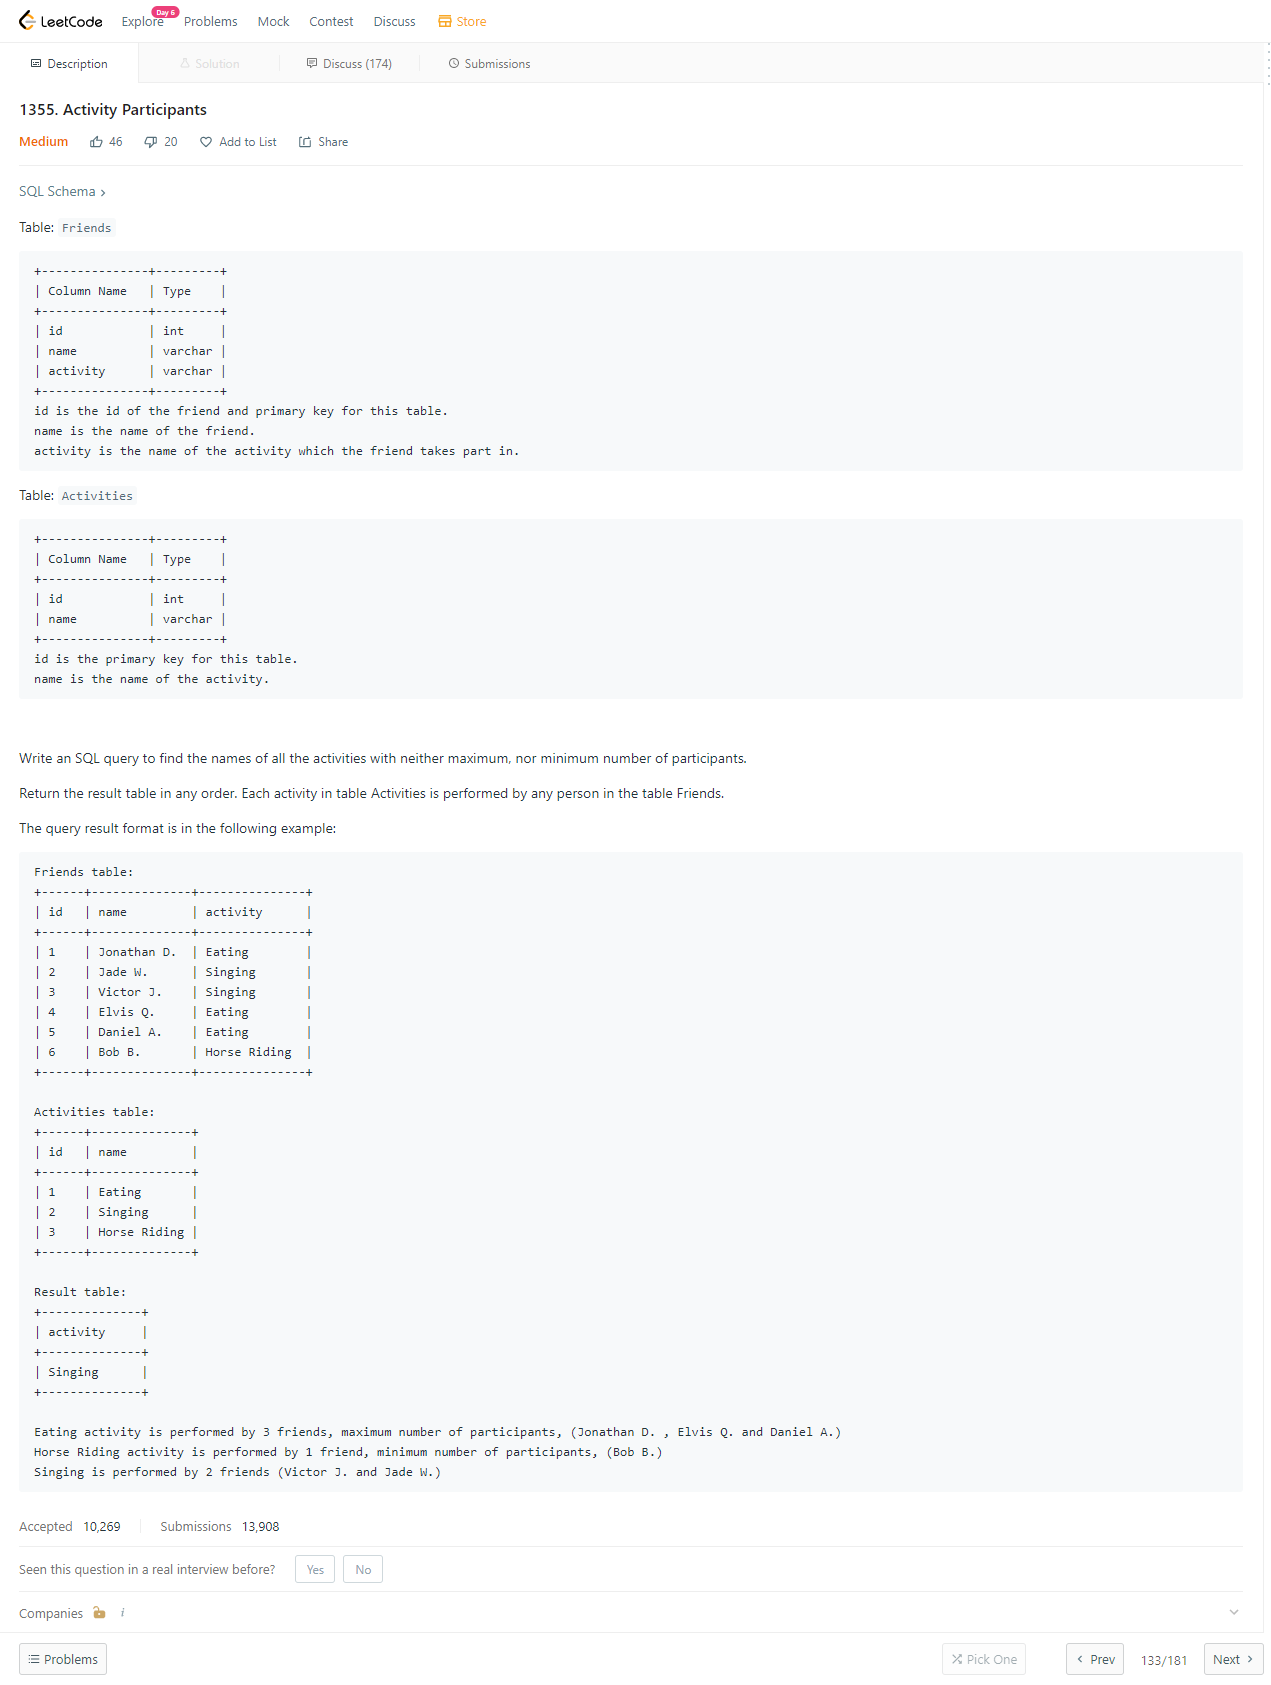 LeetCode Explore Day 6 Problems Mock Contest Discuss Store
Description Solution Discuss (174) Submissions
1355. Activity Participants
Medium 46 20 Add to List Share
SQL Schema >
Table: Friends
+---------------+---------+
| Column Name   | Type    |
+---------------+---------+
| id            | int     |
| name          | varchar |
| activity      | varchar |
+---------------+---------+
id is the id of the friend and primary key for this table.
name is the name of the friend.
activity is the name of the activity which the friend takes part in.
Table: Activities
+---------------+---------+
| Column Name   | Type    |
+---------------+---------+
| id            | int     |
| name          | varchar |
+---------------+---------+
id is the primary key for this table.
name is the name of the activity.
Write an SQL query to find the names of all the activities with neither maximum, nor minimum number of participants.
Return the result table in any order. Each activity in table Activities is performed by any person in the table Friends.
The query result format is in the following example:
Friends table:
+------+--------------+---------------+
| id   | name         | activity      |
+------+--------------+---------------+
| 1    | Jonathan D.  | Eating        |
| 2    | Jade W.      | Singing       |
| 3    | Victor J.    | Singing       |
| 4    | Elvis Q.     | Eating        |
| 5    | Daniel A.    | Eating        |
| 6    | Bob B.       | Horse Riding  |
+------+--------------+---------------+
Activities table:
+------+--------------+
| id   | name         |
+------+--------------+
| 1    | Eating       |
| 2    | Singing      |
| 3    | Horse Riding |
+------+--------------+
Result table:
+--------------+
| activity     |
+--------------+
| Singing      |
+--------------+
Eating activity is performed by 3 friends, maximum number of participants, (Jonathan D. , Elvis Q. and Daniel A.)
Horse Riding activity is performed by 1 friend, minimum number of participants, (Bob B.)
Singing is performed by 2 friends (Victor J. and Jade W.)
Accepted 10,269 Submissions 13,908
Seen this question in a real interview before? Yes No
Companies i
Problems Pick One < Prev 133/181 Next >